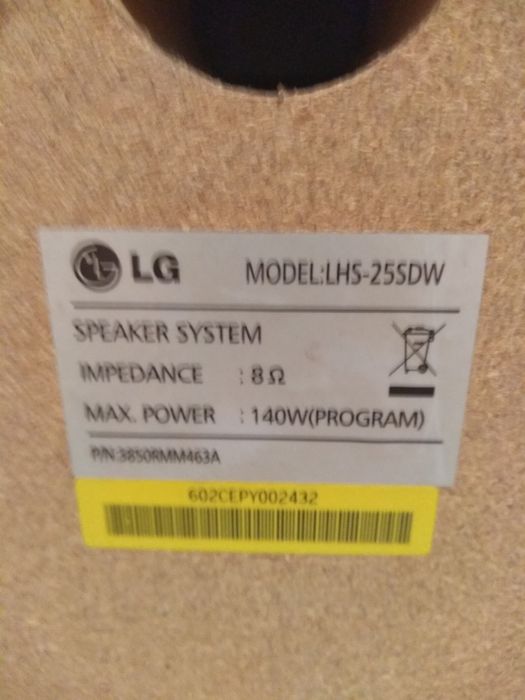 LG MODEL:LHS-25SDW
SPEAKER SYSTEM
IMPEDANCE : 8 Ω
MAX. POWER : 140W(PROGRAM)
P/N:3850RMM463A
602CEPY002432